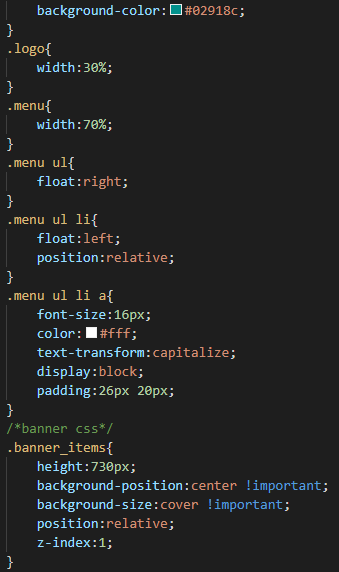 background-color:#02918c;
}
.logo{
    width:30%;
}
.menu{
    width:70%;
}
.menu ul{
    float:right;
}
.menu ul li{
    float:left;
    position:relative;
}
.menu ul li a{
    font-size:16px;
    color:#fff;
    text-transform:capitalize;
    display:block;
    padding:26px 20px;
}
/*banner css*/
.banner_items{
    height:730px;
    background-position:center !important;
    background-size:cover !important;
    position:relative;
    z-index:1;
}